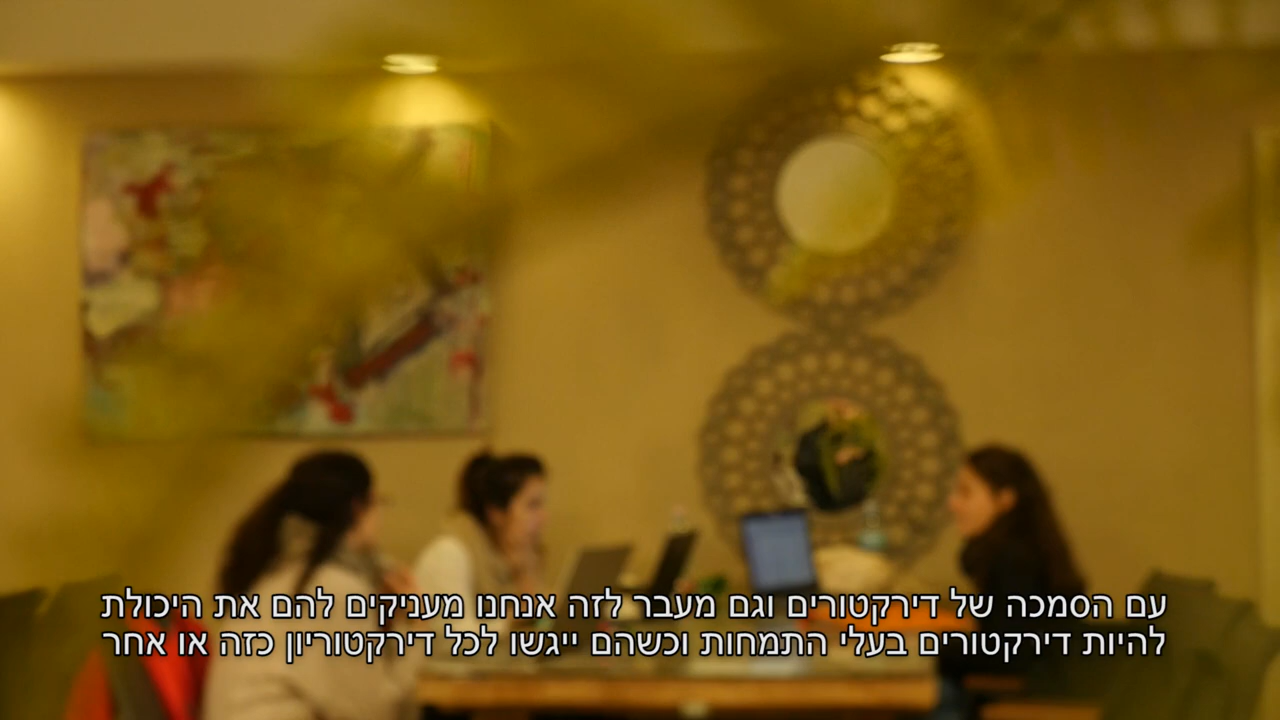 עם הסמכה של דירקטורים וגם מעבר לזה אנחנו מעניקים להם את היכולת
להיות דירקטורים בעלי התמחות וכשהם ייגשו לכל דירקטוריון כזה או אחר